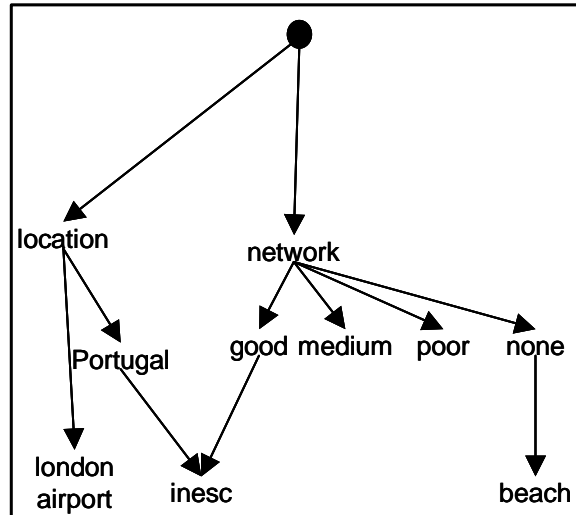 location
network
Portugal
good medium poor none
london
airport
inesc
beach